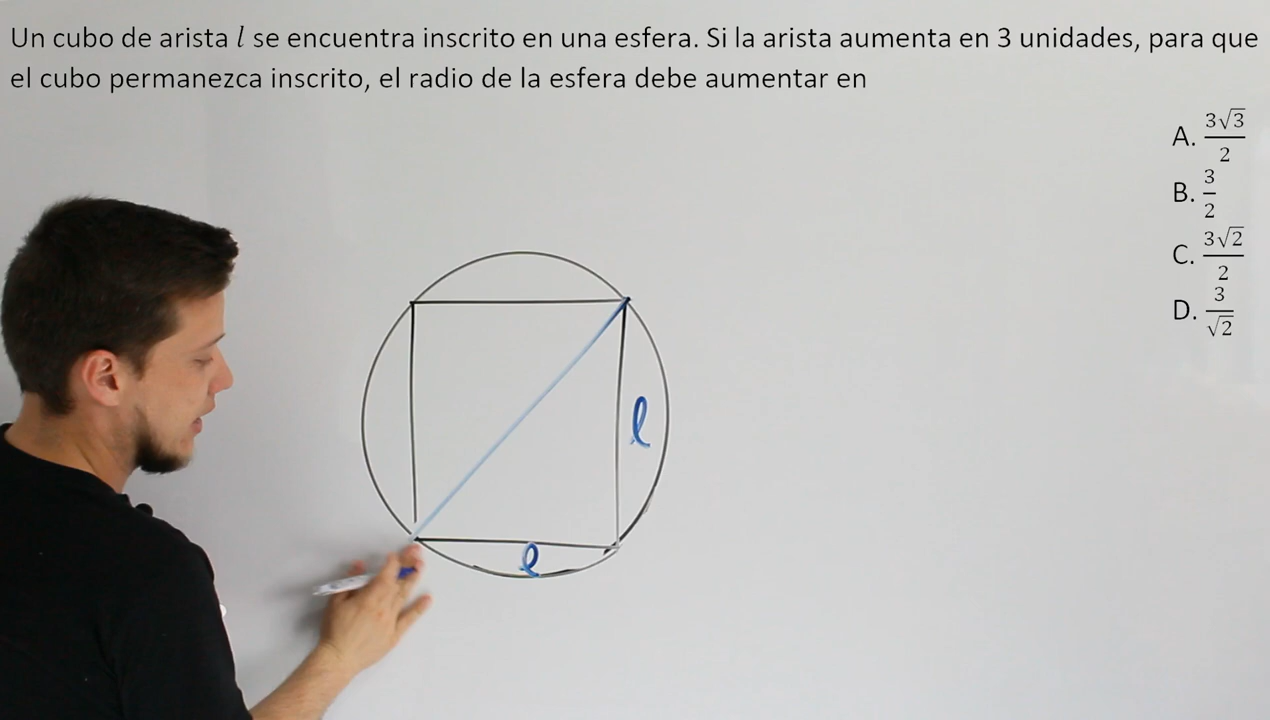 Un cubo de arista l se encuentra inscrito en una esfera. Si la arista aumenta en 3 unidades, para que
el cubo permanezca inscrito, el radio de la esfera debe aumentar en
A. 3√3/2
B. 3/2
C. 3√2/2
D. 3/√2
l
l